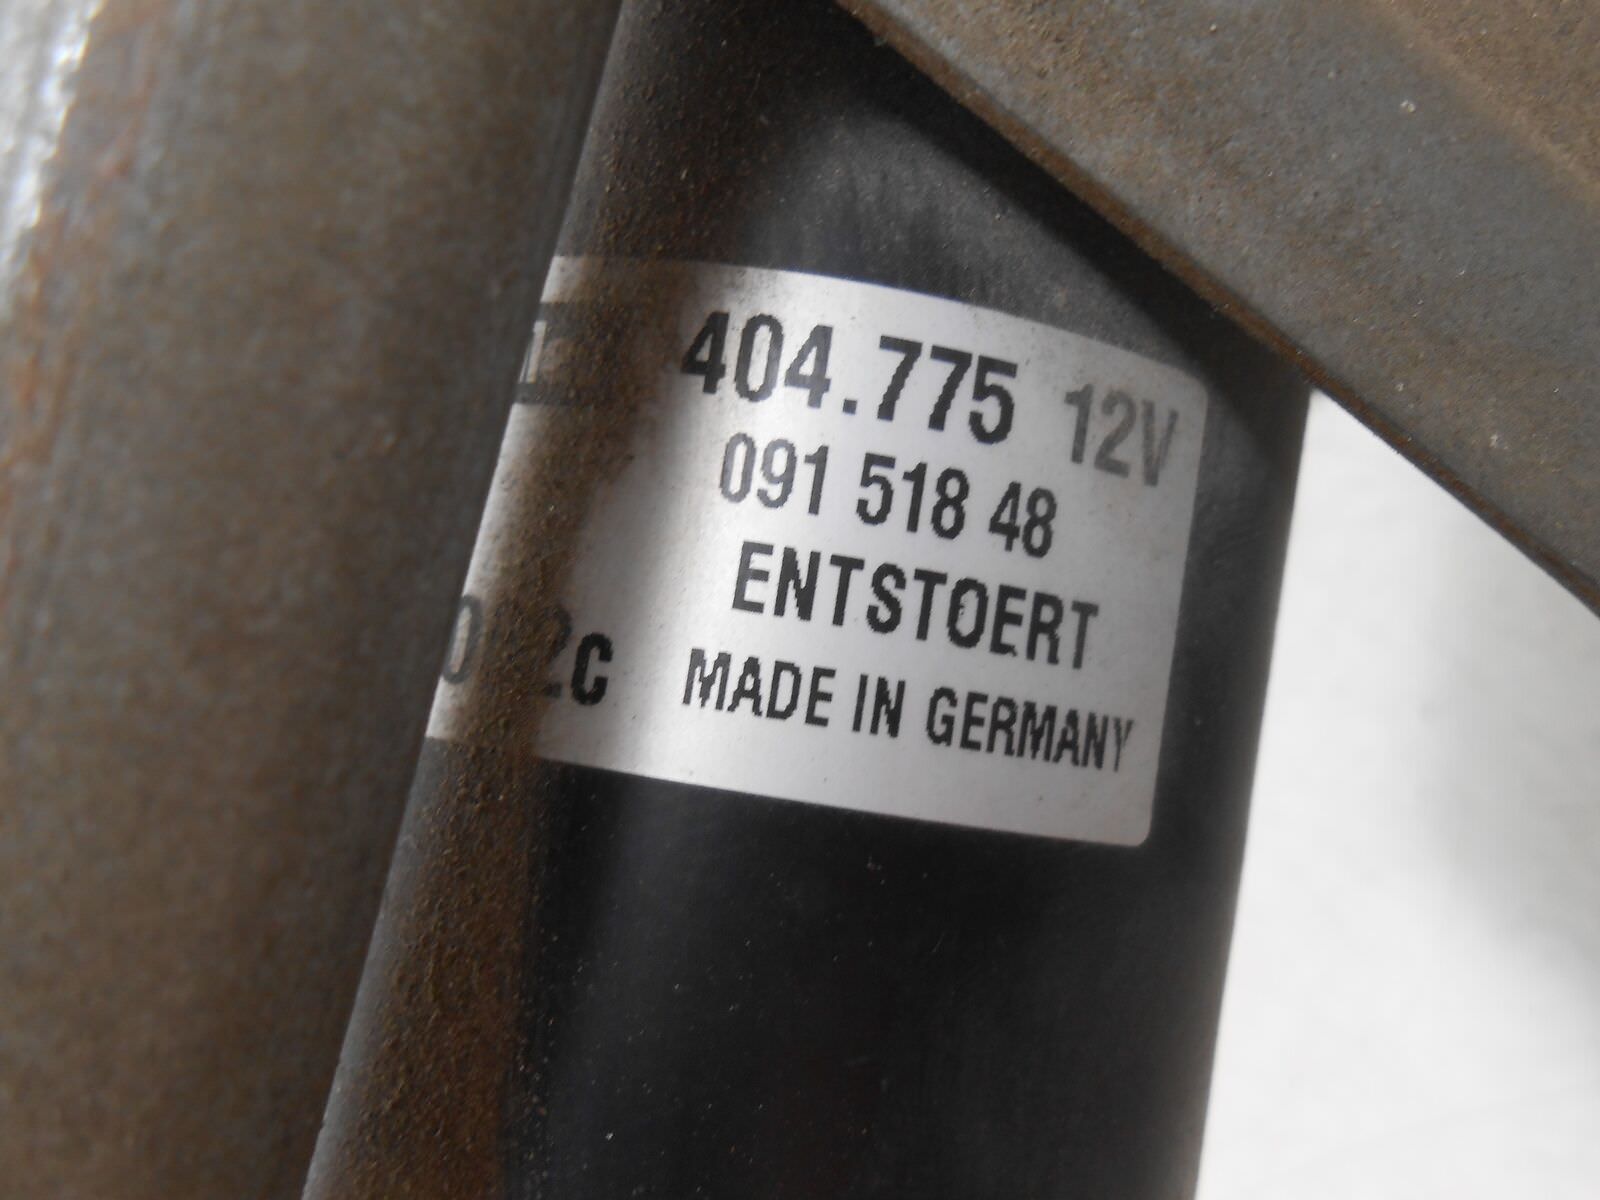 404.775 12V
091 518 48
ENTSTOERT
MADE IN GERMANY